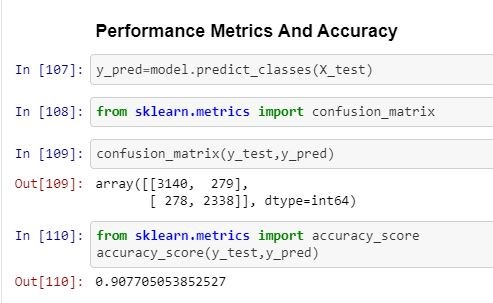 Performance Metrics And Accuracy
In [107]: y_pred=model.predict_classes(X_test)
In [108]: from sklearn.metrics import confusion_matrix
In [109]: confusion_matrix(y_test,y_pred)
Out[109]: array([[3140,  279],
       [ 278, 2338]], dtype=int64)
In [110]: from sklearn.metrics import accuracy_score
accuracy_score(y_test,y_pred)
Out[110]: 0.907705053852527